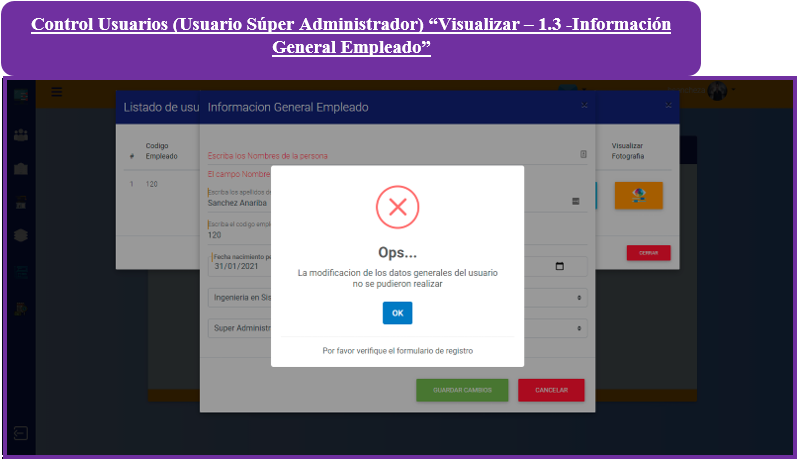 Control Usuarios (Usuario Súper Administrador) “Visualizar – 1.3 -Información
General Empleado”
Listado de usu
Informacion General Empleado
#
Codigo
Empleado
Visualizar
Fotografia
1
120
Escriba los Nombres de la persona
El campo Nombre
Escriba los apellidos d
Sanchez Anariba
Escriba el codigo emple
120
Fecha nacimiento pe
31/01/2021
Ingenieria en Sis
Super Administr
Ops...
La modificacion de los datos generales del usuario
no se pudieron realizar
OK
Por favor verifique el formulario de registro
GUARDAR CAMBIOS
CANCELAR
CERRAR